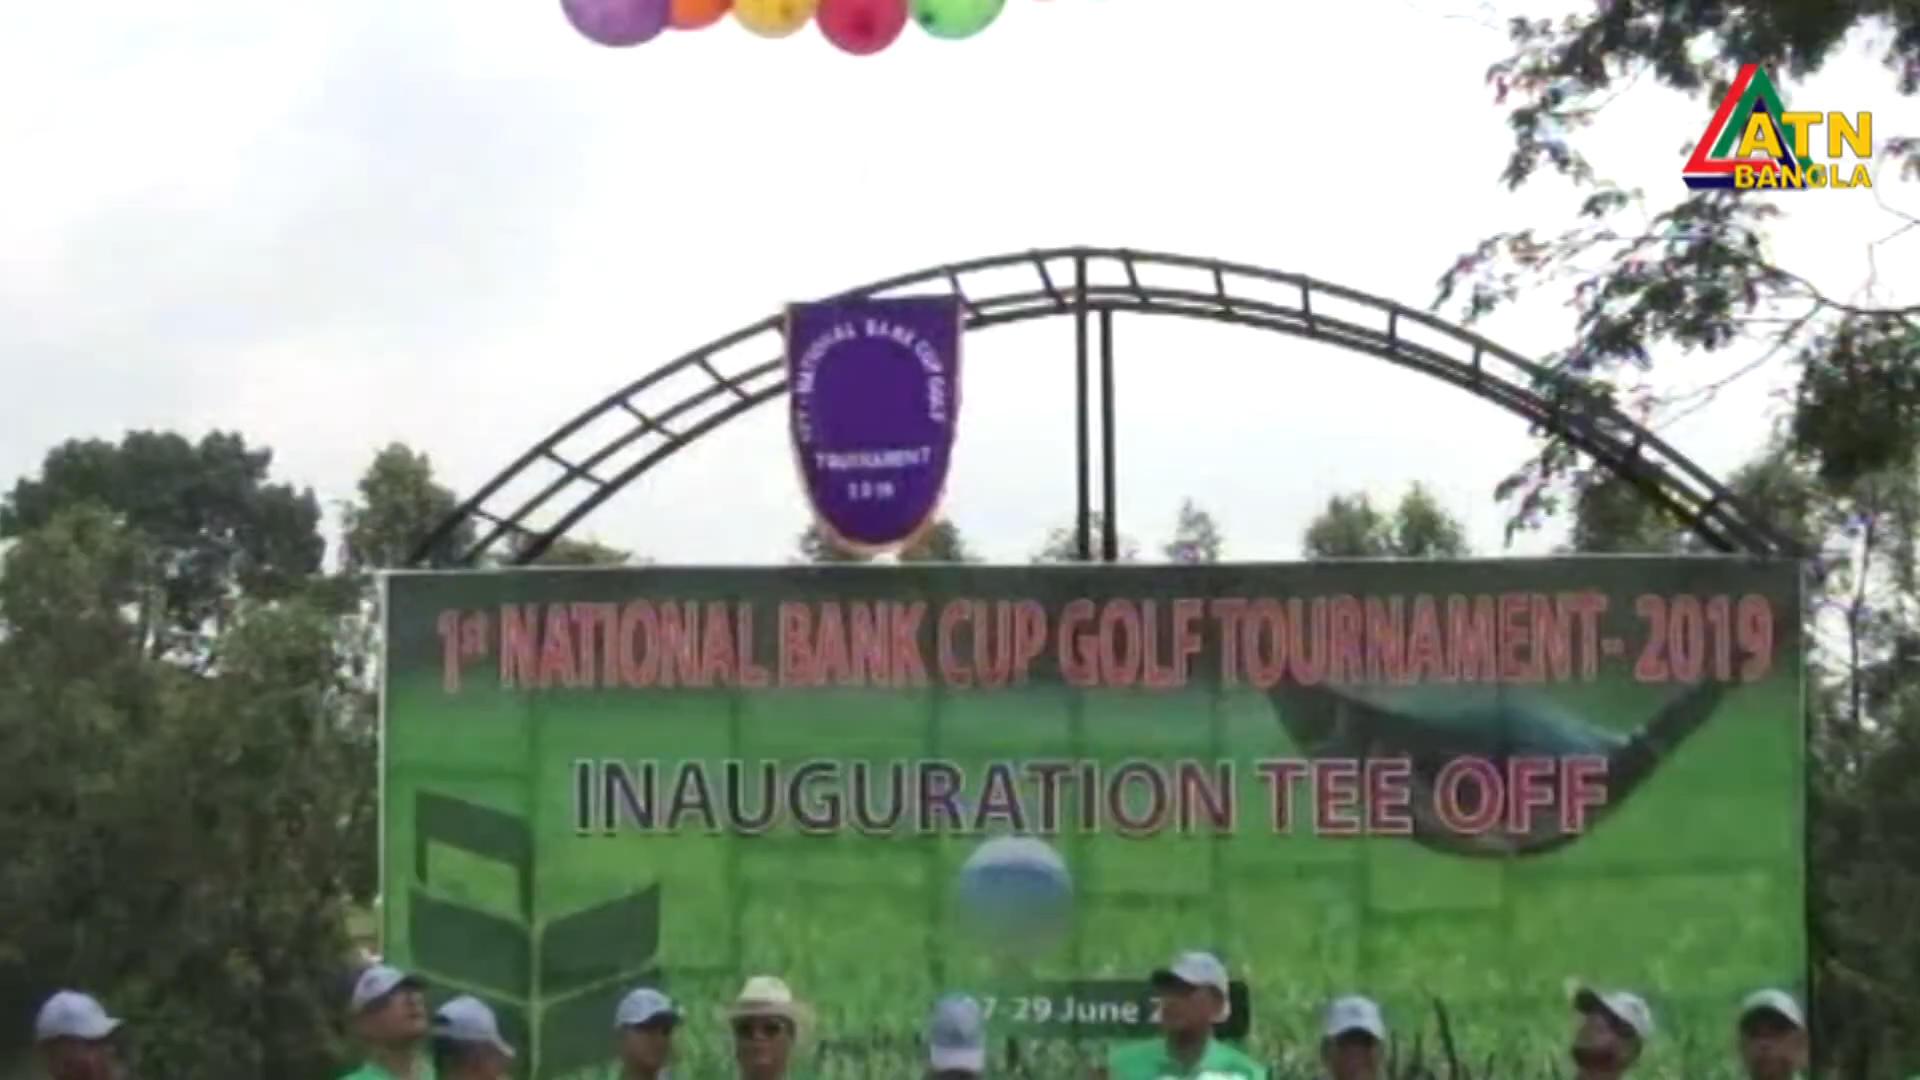 ATN
BANGLA
NATIONAL BANK CUP GOLF
TOURNAMENT
2019
1st NATIONAL BANK CUP GOLF TOURNAMENT- 2019
INAUGURATION TEE OFF
29 June